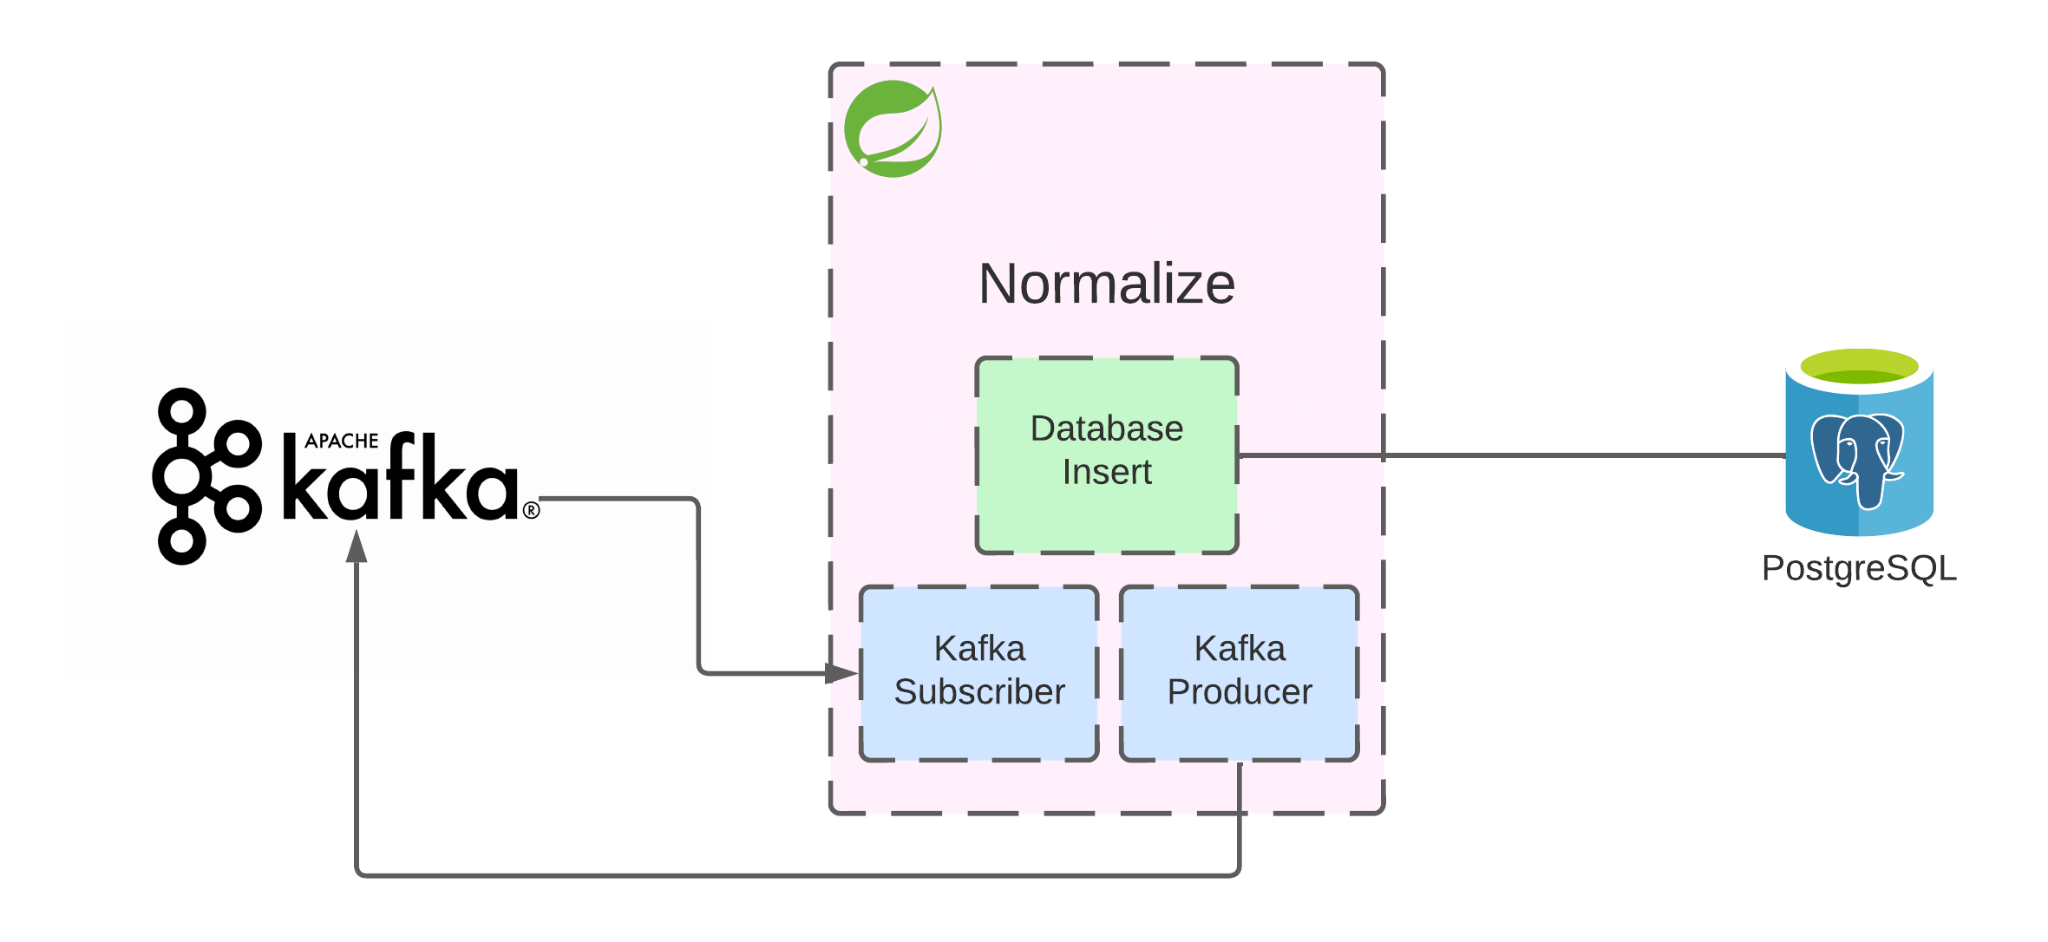 Normalize
Database
Insert
APACHE
kafka®
PostgreSQL
Kafka
Subscriber
Kafka
Producer